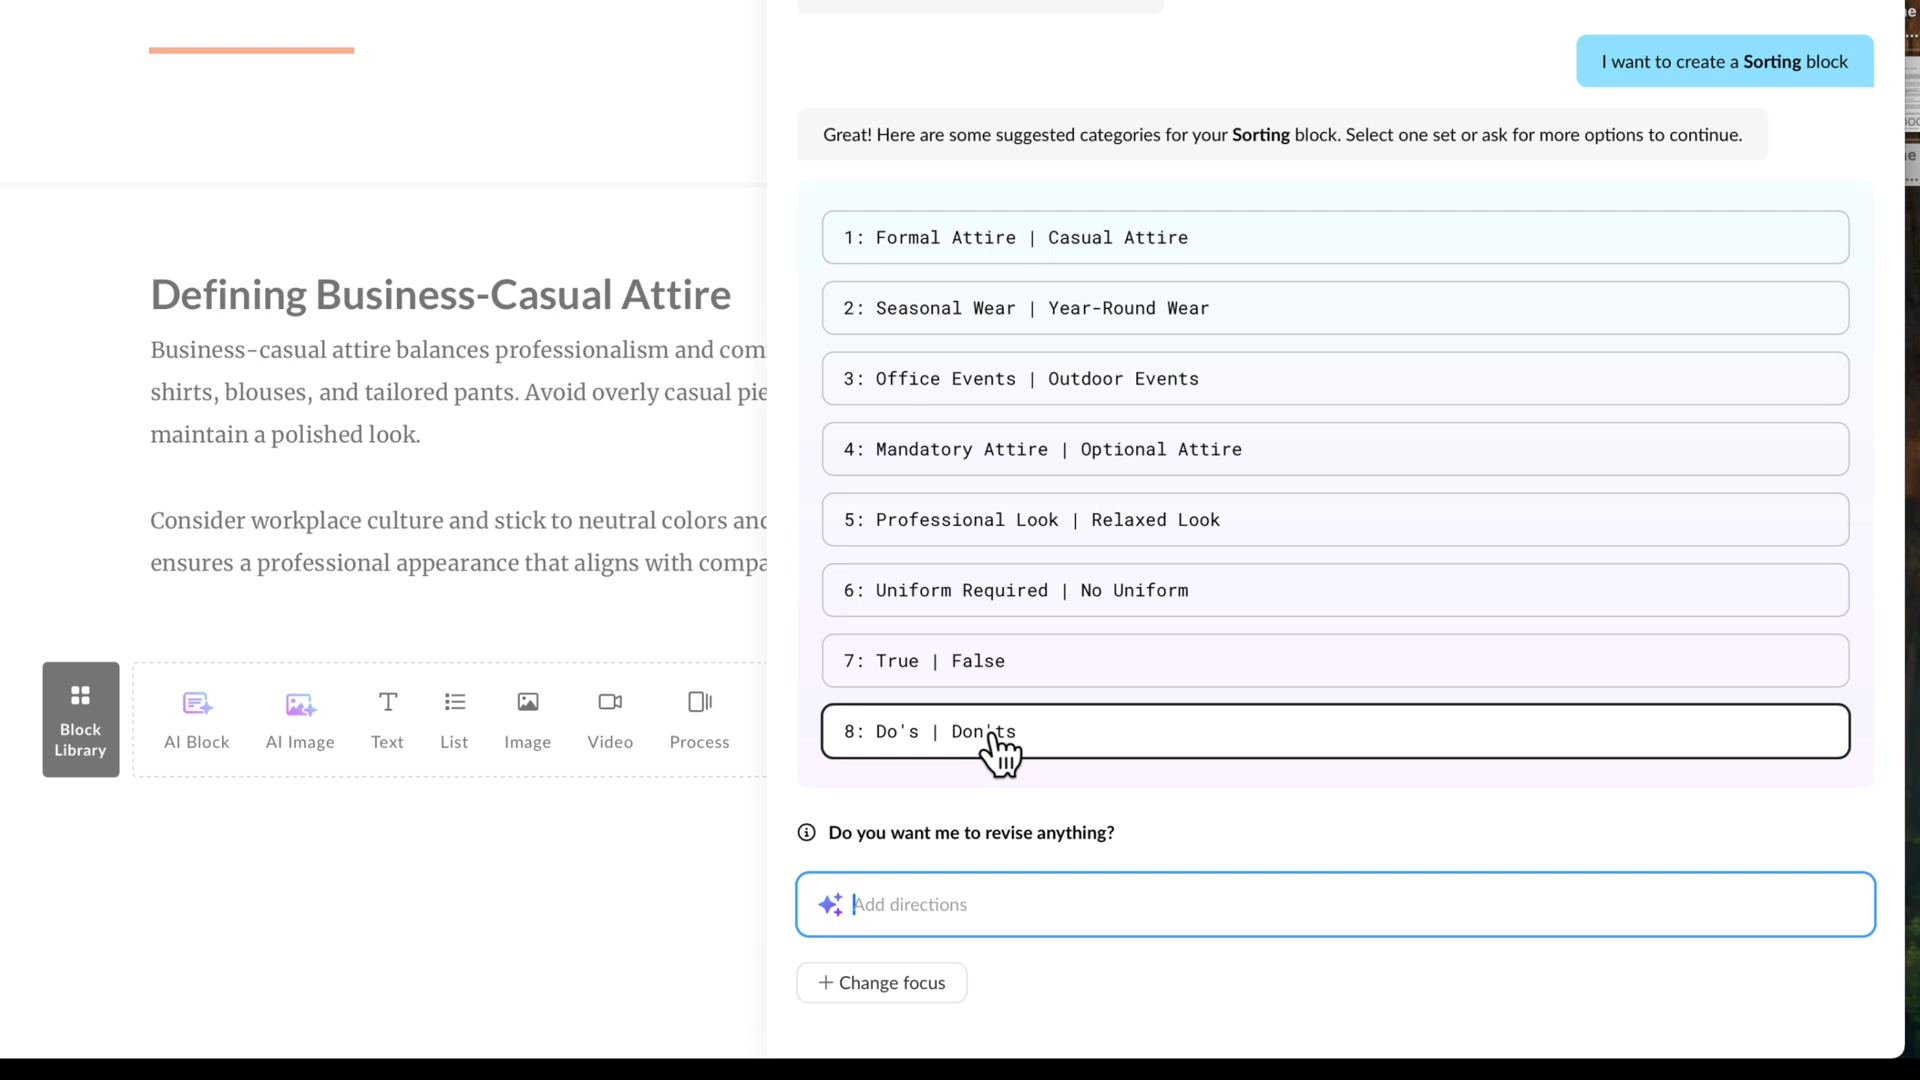 I want to create a Sorting block
Great! Here are some suggested categories for your Sorting block. Select one set or ask for more options to continue.
1: Formal Attire | Casual Attire
2: Seasonal Wear | Year-Round Wear
3: Office Events | Outdoor Events
4: Mandatory Attire | Optional Attire
5: Professional Look | Relaxed Look
6: Uniform Required | No Uniform
7: True | False
8: Do's | Don'ts
Do you want me to revise anything?
Add directions
+ Change focus
Defining Business-Casual Attire
Business-casual attire balances professionalism and com
shirts, blouses, and tailored pants. Avoid overly casual pie
maintain a polished look.
Consider workplace culture and stick to neutral colors and
ensures a professional appearance that aligns with compa
Block
Library
AI Block
AI Image
Text
List
Image
Video
Process